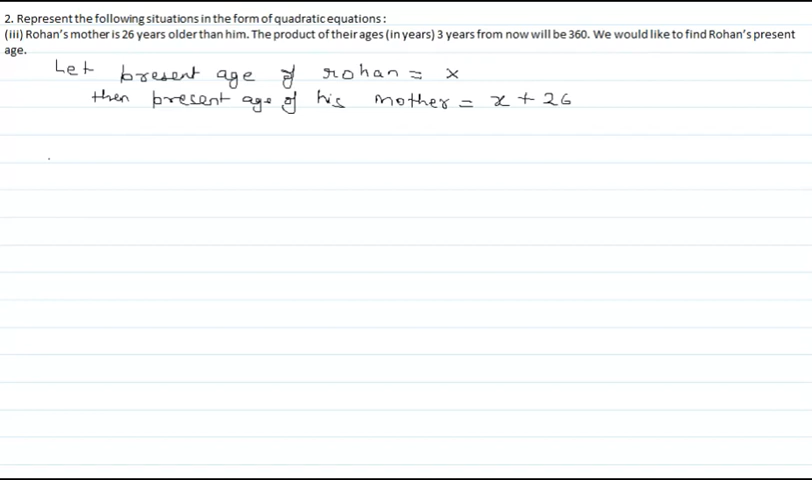 2. Represent the following situations in the form of quadratic equations :
(iii) Rohan's mother is 26 years older than him. The product of their ages (in years) 3 years from now will be 360. We would like to find Rohan's present
age.
Let present age of rohan = x
then present age of his mother = x + 26